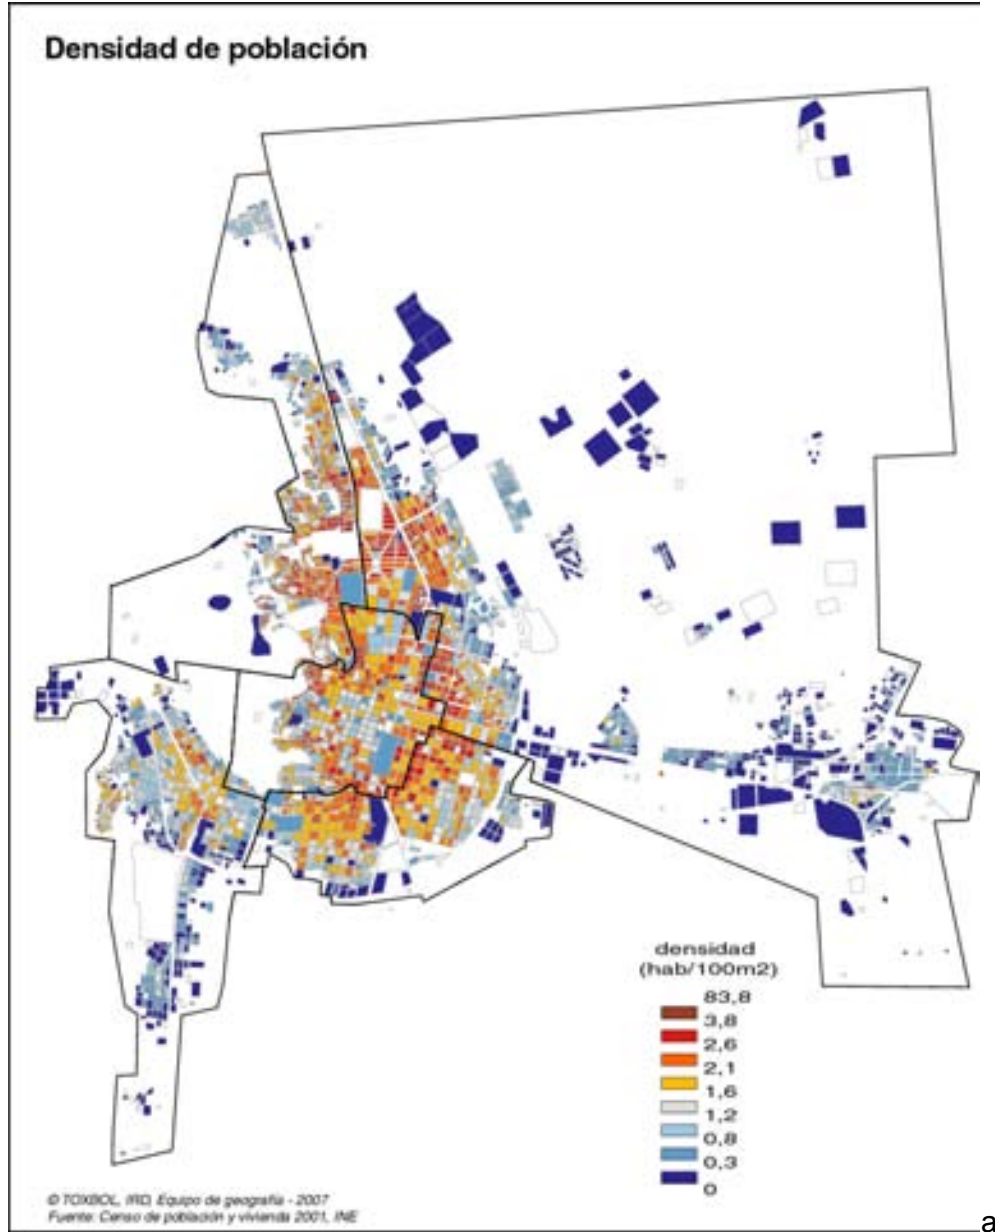 Densidad de población
densidad
(hab/100m2)
83,8
3,8
2,6
2,1
1,6
1,2
0,8
0,3
0
© TOXBOL, IRD, Equipo de geografía - 2007
Fuente: Censo de población y vivienda 2001, INE
a